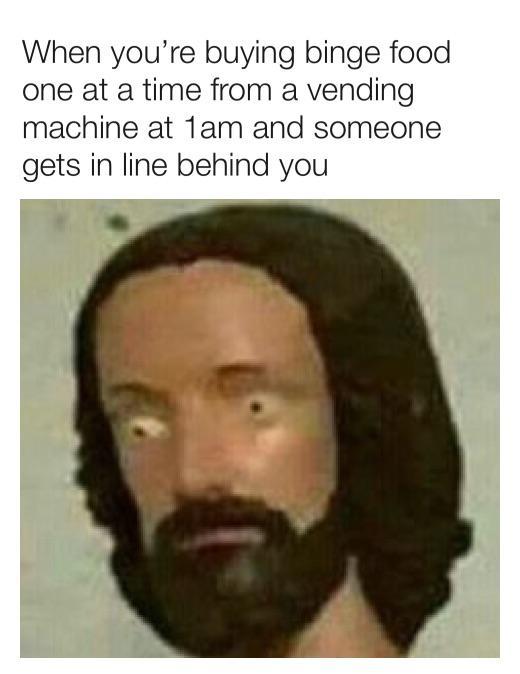 When you’re buying binge food
one at a time from a vending
machine at 1am and someone
gets in line behind you